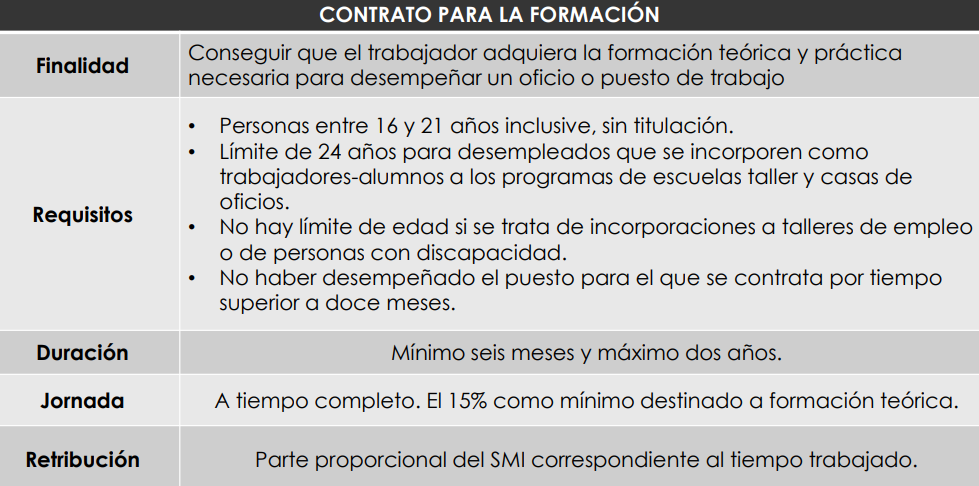 CONTRATO PARA LA FORMACIÓN
Finalidad
Conseguir que el trabajador adquiera la formación teórica y práctica
necesaria para desempeñar un oficio o puesto de trabajo
Requisitos
• Personas entre 16 y 21 años inclusive, sin titulación.
• Límite de 24 años para desempleados que se incorporen como
trabajadores-alumnos a los programas de escuelas taller y casas de
oficios.
• No hay límite de edad si se trata de incorporaciones a talleres de empleo
o de personas con discapacidad.
• No haber desempeñado el puesto para el que se contrata por tiempo
superior a doce meses.
Duración
Mínimo seis meses y máximo dos años.
Jornada
A tiempo completo. El 15% como mínimo destinado a formación teórica.
Retribución
Parte proporcional del SMI correspondiente al tiempo trabajado.